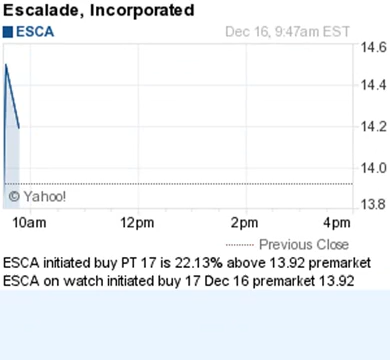 Escalade, Incorporated
ESCA Dec 16, 9:47am EST
14.6
14.4
14.2
14.0
13.8
© Yahoo!
10am 12pm 2pm 4pm
Previous Close
ESCA initiated buy PT 17 is 22.13% above 13.92 premarket
ESCA on watch initiated buy 17 Dec 16 premarket 13.92